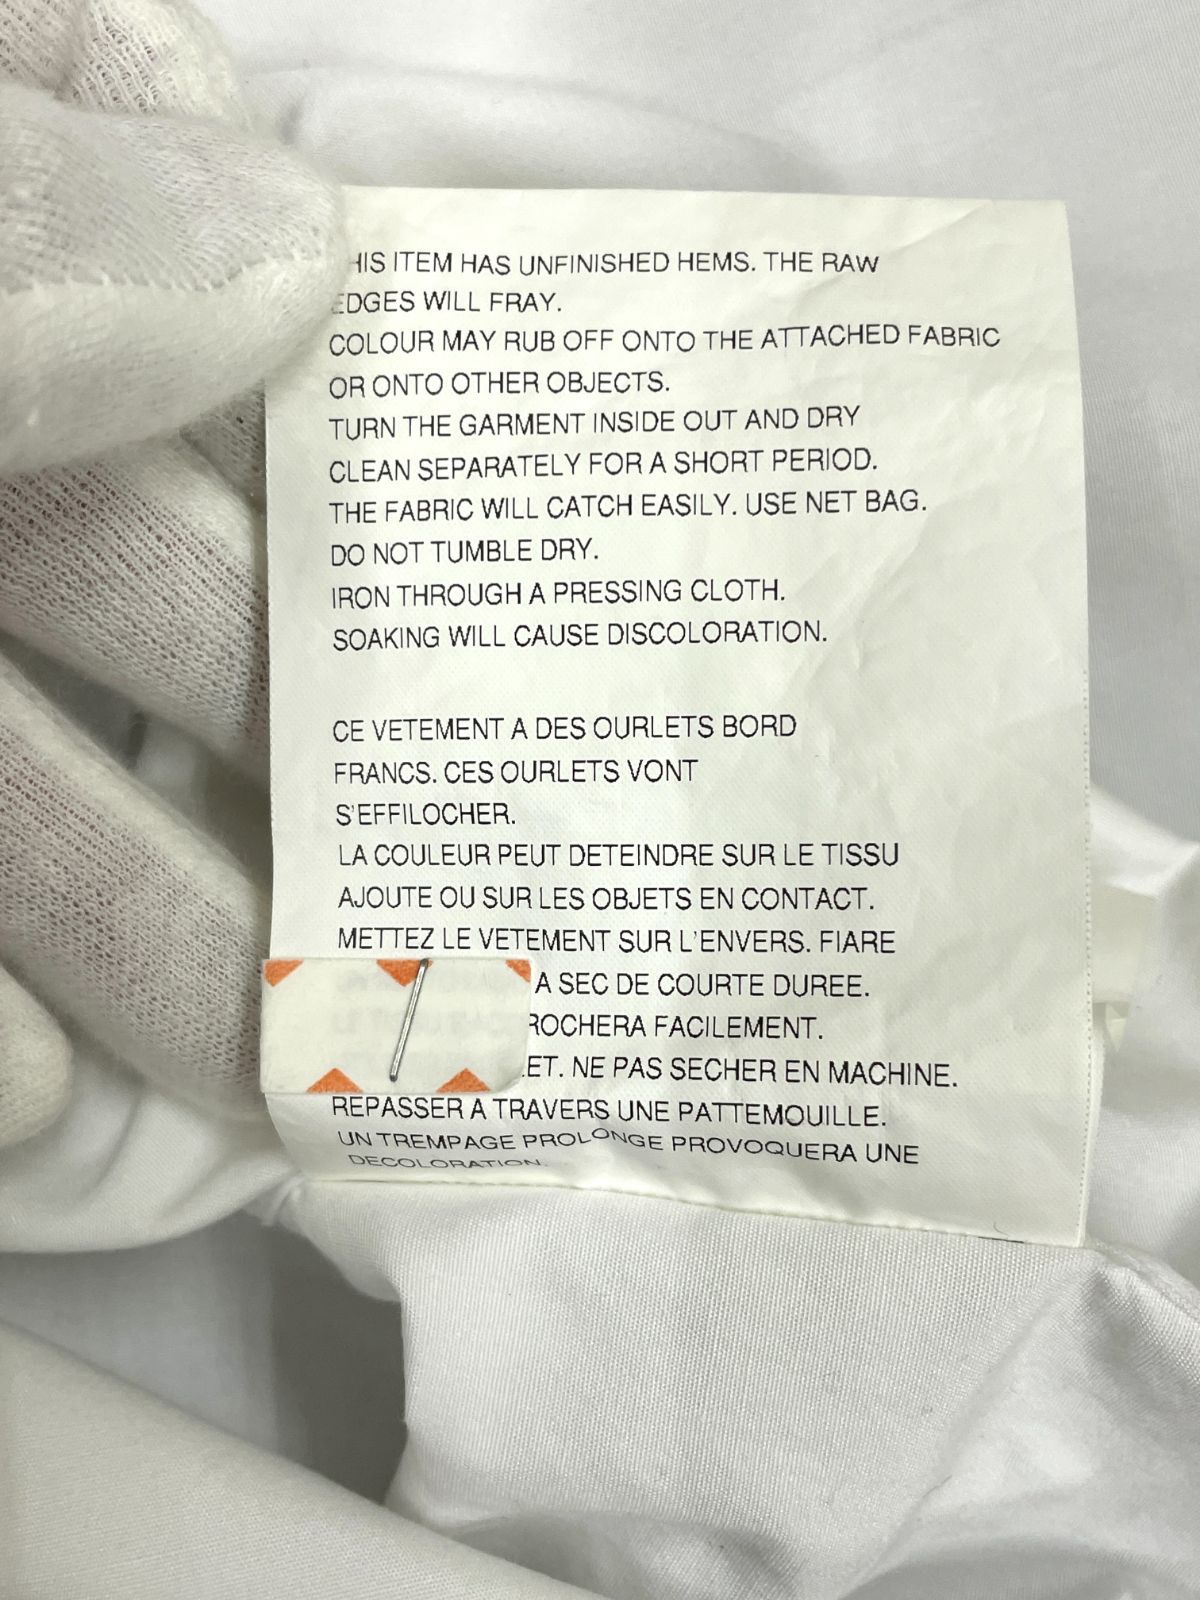 HIS ITEM HAS UNFINISHED HEMS. THE RAW
EDGES WILL FRAY.
COLOUR MAY RUB OFF ONTO THE ATTACHED FABRIC
OR ONTO OTHER OBJECTS.
TURN THE GARMENT INSIDE OUT AND DRY
CLEAN SEPARATELY FOR A SHORT PERIOD.
THE FABRIC WILL CATCH EASILY. USE NET BAG.
DO NOT TUMBLE DRY.
IRON THROUGH A PRESSING CLOTH.
SOAKING WILL CAUSE DISCOLORATION.
CE VETEMENT A DES OURLETS BORD
FRANCS. CES OURLETS VONT
S'EFFILOCHER.
LA COULEUR PEUT DETEINDRE SUR LE TISSU
AJOUTE OU SUR LES OBJETS EN CONTACT.
METTEZ LE VETEMENT SUR L'ENVERS. FIARE
A SEC DE COURTE DUREE.
ROCHERA FACILEMENT.
ET. NE PAS SECHER EN MACHINE.
REPASSER A TRAVERS UNE PATTEMOUILLE.
UN TREMPAGE PROLONGE PROVOQUERA UNE
DECOLORATION.